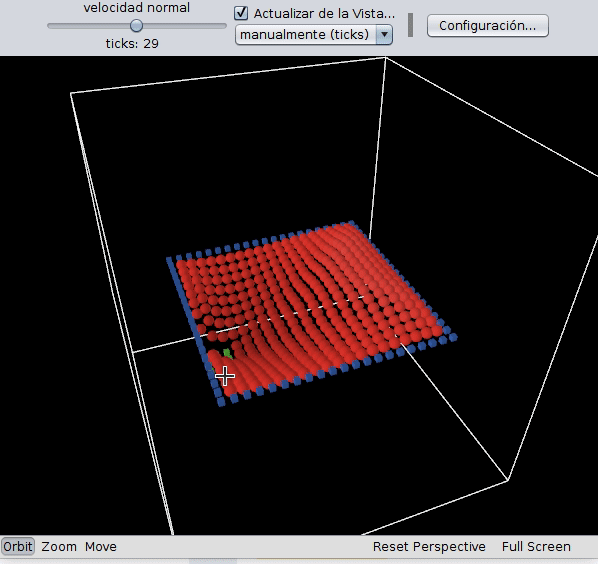 velocidad normal
ticks: 29
Actualizar de la Vista...
manualmente (ticks)
Configuración...
Orbit Zoom Move Reset Perspective Full Screen